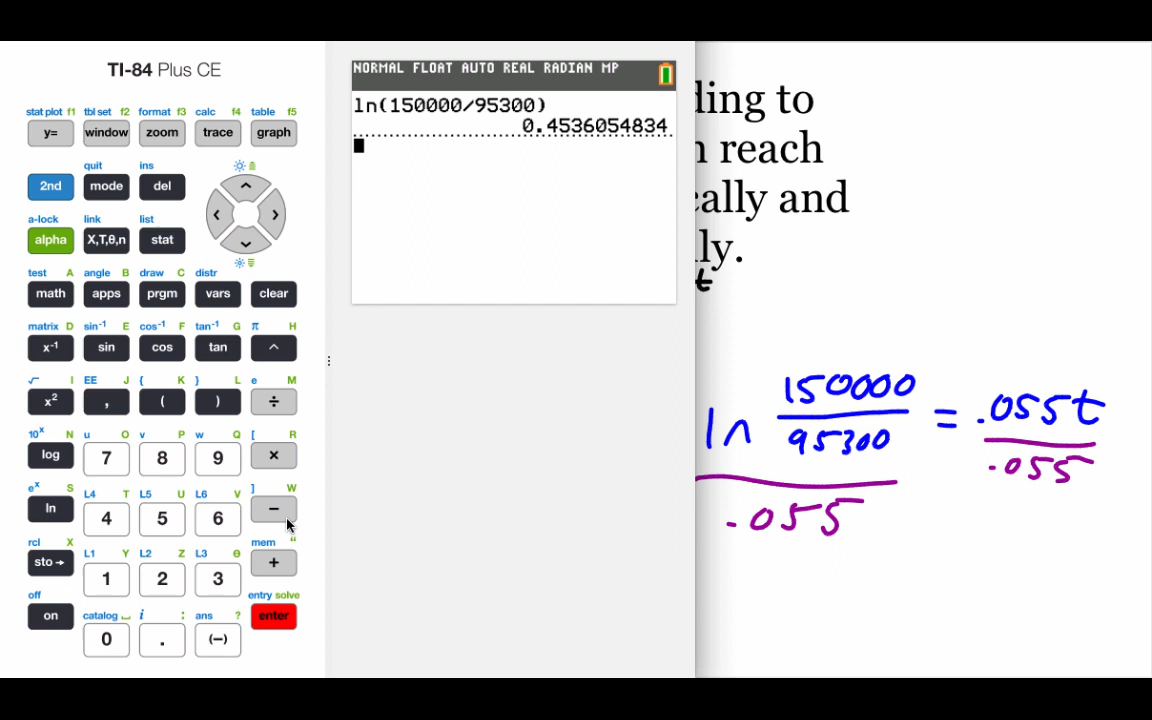 TI-84 Plus CE
stat plot f1 tbl set f2 format f3 calc f4 table f5
y= window zoom trace graph
quit ins
2nd mode del
a-lock link list
alpha X,T,θ,n stat
test A angle B draw C distr
math apps prgm vars clear
matrix D sin⁻¹ E cos⁻¹ F tan⁻¹ G π H
x⁻¹ sin cos tan ^
√ I EE J { K } L e M
x² , ( ) ÷
10ˣ N u O v P w Q [ R
log 7 8 9 ×
eˣ S L4 T L5 U L6 V ] W
ln 4 5 6 −
rcl X L1 Y L2 Z L3 θ mem "
sto→ 1 2 3 +
off catalog ⎵ i : ans ? entry solve
on 0 . (−) enter
NORMAL FLOAT AUTO REAL RADIAN MP
ln(150000/95300)
0.4536054834
ding to
reach
cally and
ly.
t
ln 150000/95300 = .055t
.055 .055